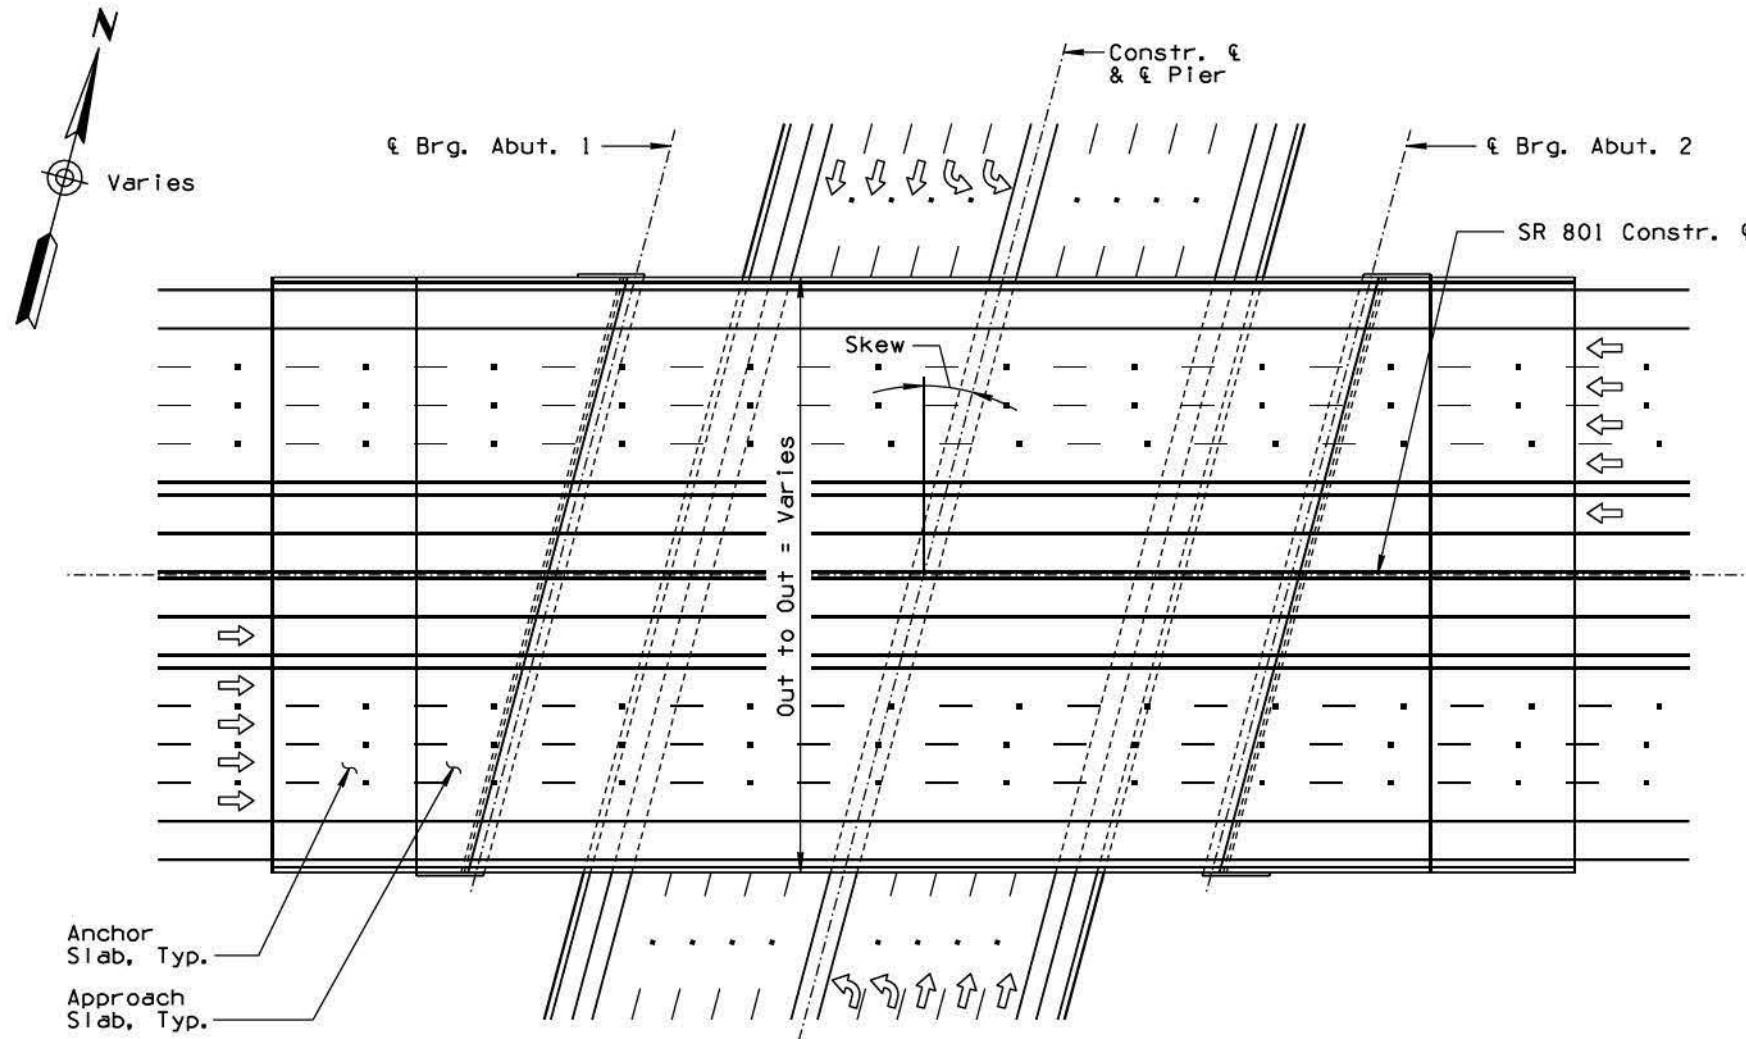 N
Varies
Constr. ℄
& ℄ Pier
℄ Brg. Abut. 1
℄ Brg. Abut. 2
SR 801 Constr. ℄
Skew
Out to Out = Varies
Anchor
Slab, Typ.
Approach
Slab, Typ.